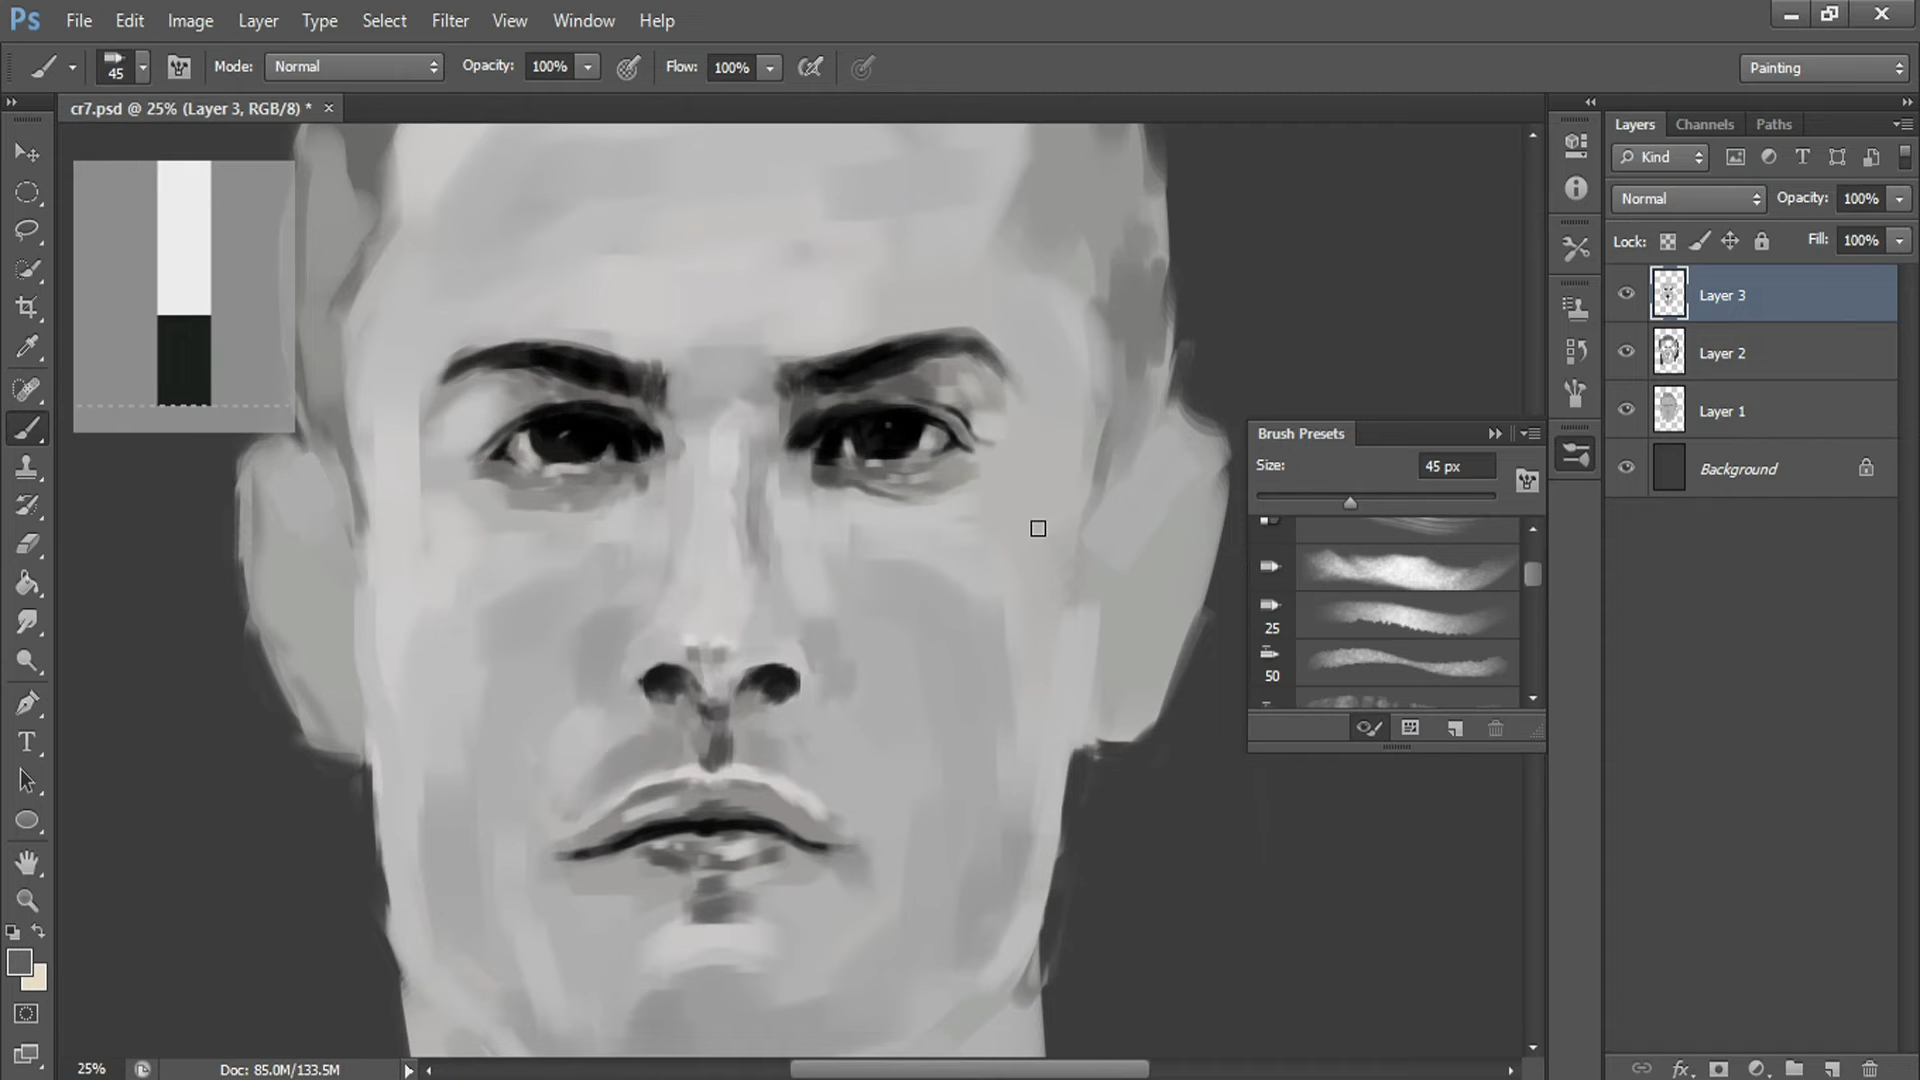 Ps File Edit Image Layer Type Select Filter View Window Help
45 Mode: Normal Opacity: 100% Flow: 100% Painting
cr7.psd @ 25% (Layer 3, RGB/8) * ×
Layers Channels Paths
Kind
Normal Opacity: 100%
Lock: Fill: 100%
Layer 3
Layer 2
Layer 1
Background
Brush Presets
Size: 45 px
25
50
T
T
fx
25% Doc: 85.0M/133.5M